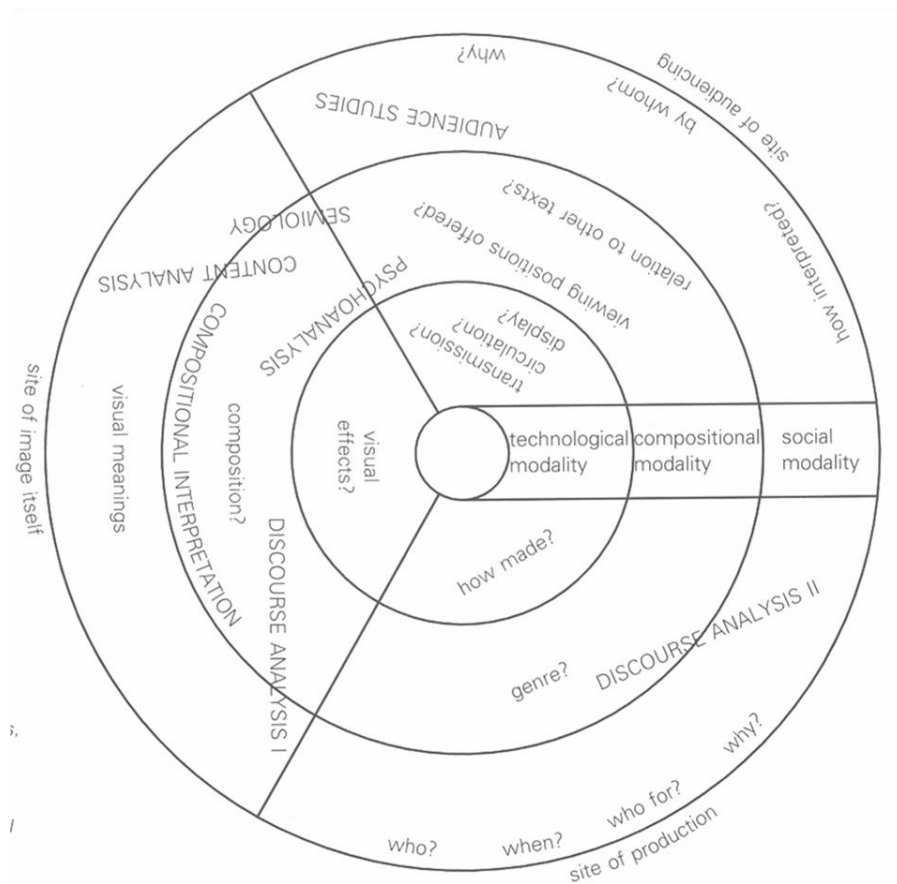 why?
site of audiencing
by whom?
AUDIENCE STUDIES
how interpreted?
relation to other texts?
viewing positions offered?
SEMIOLOGY
CONTENT ANALYSIS
PSYCHOANALYSIS
display?
circulation?
transmission?
COMPOSITIONAL INTERPRETATION
site of image itself
visual meanings
composition?
visual
effects?
technological
modality
compositional
modality
social
modality
DISCOURSE ANALYSIS I
how made?
genre?
DISCOURSE ANALYSIS II
why?
who for?
when?
who?
site of production
s,
l